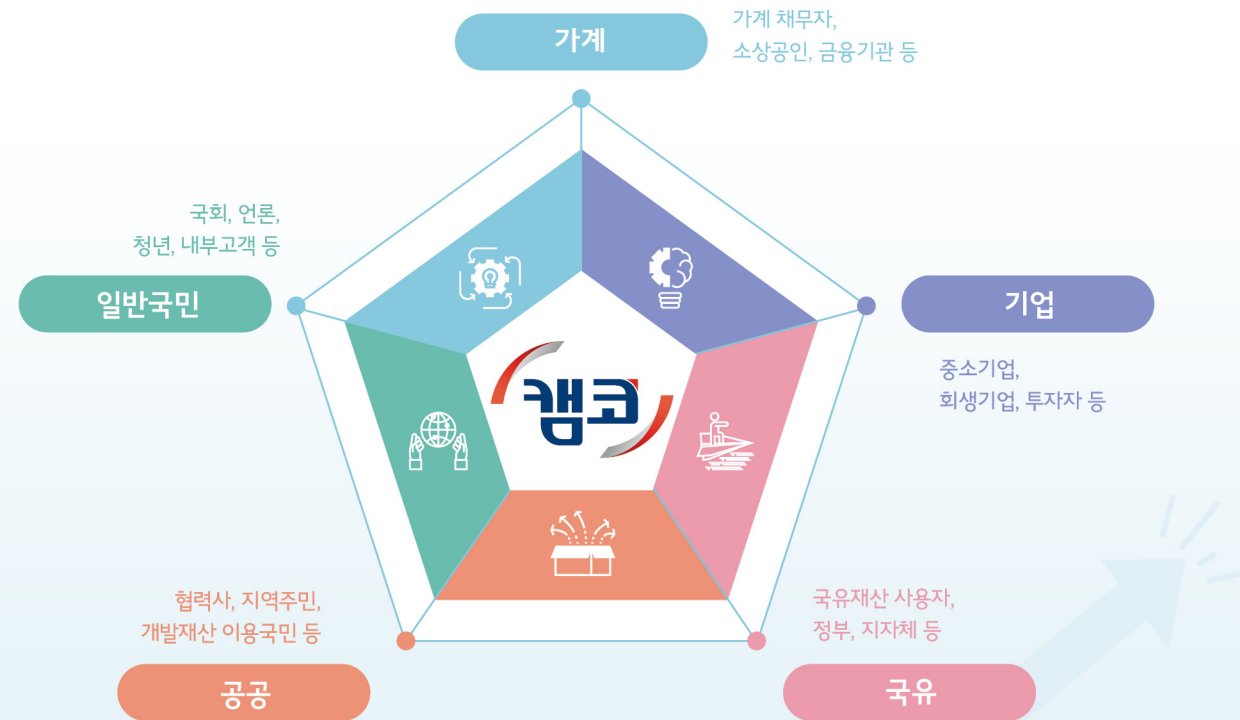 가계
가계 채무자,
소상공인, 금융기관 등
국회, 언론,
청년, 내부고객 등
일반국민
기업
중소기업,
회생기업, 투자자 등
캠코
협력사, 지역주민,
개발재산 이용국민 등
공공
국유재산 사용자,
정부, 지자체 등
국유